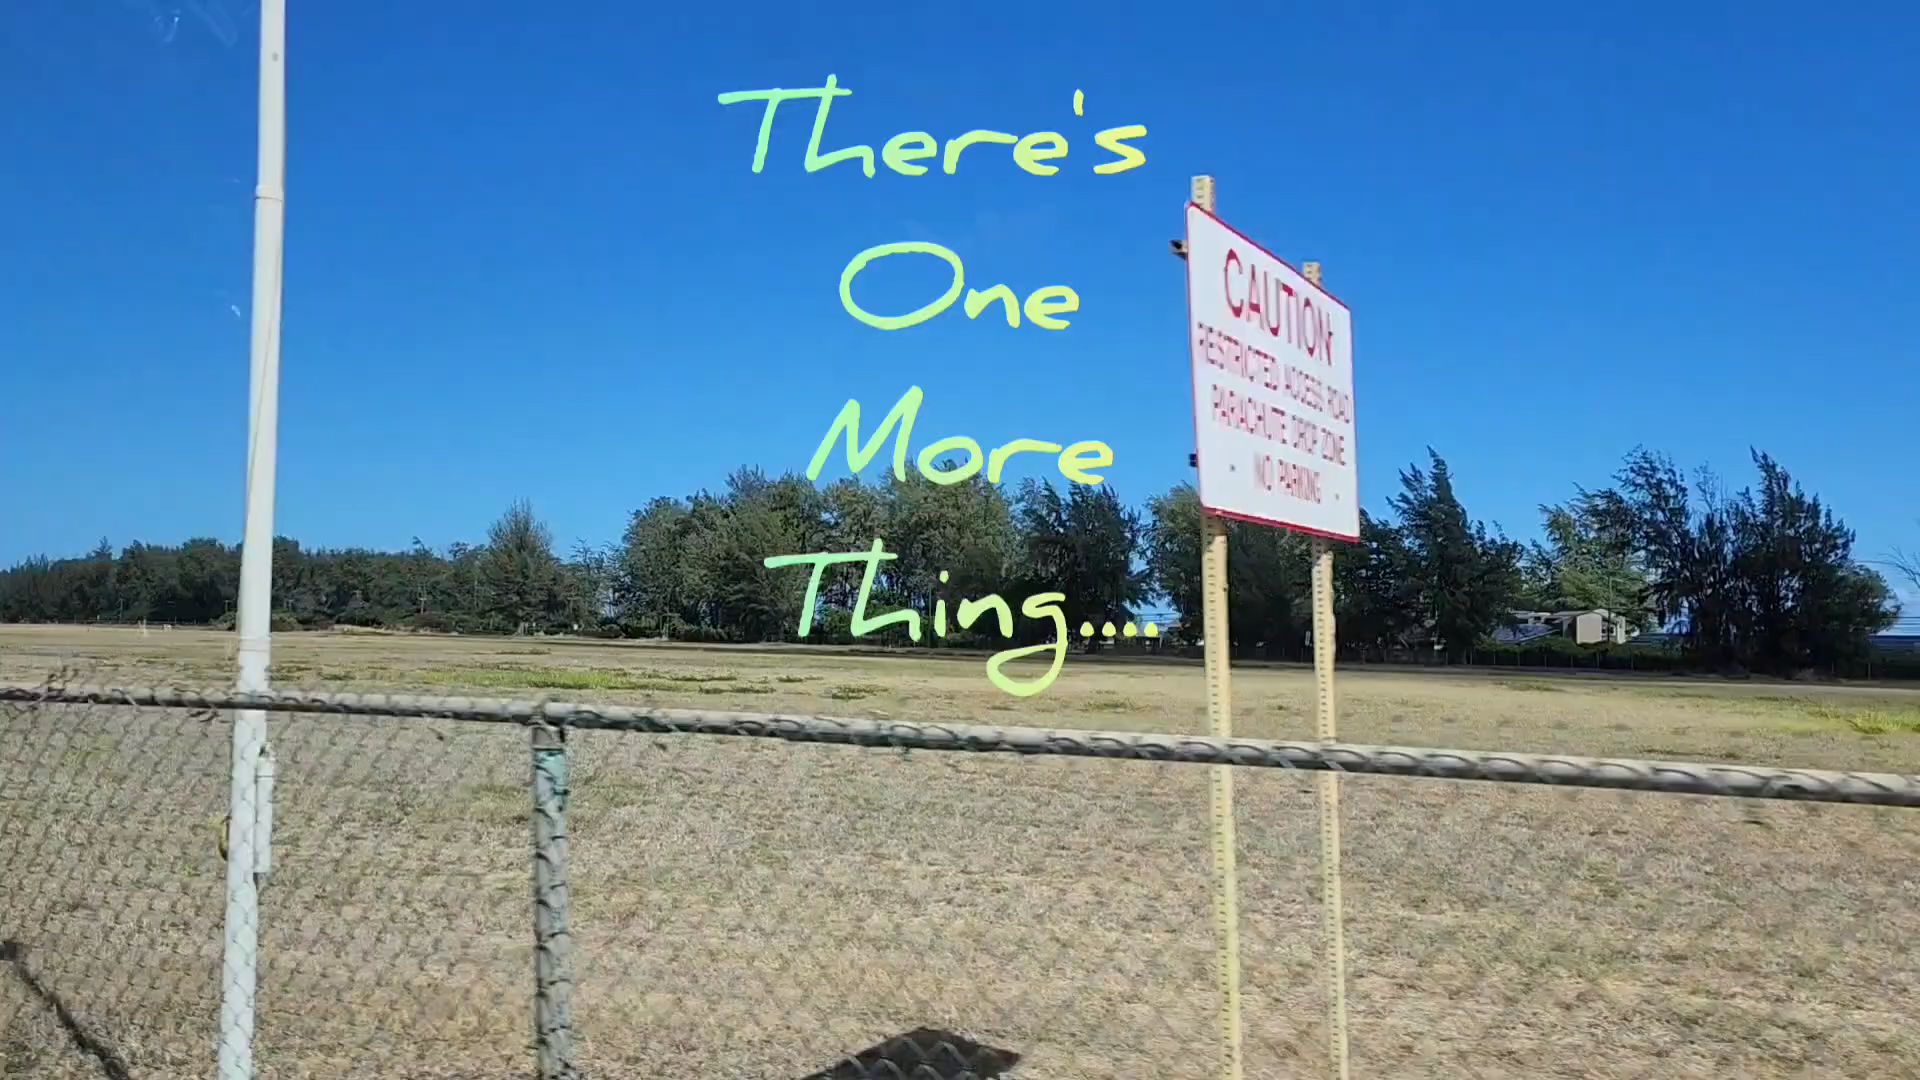 There's
One
More
Thing....
CAUTION
RESTRICTED ACCESS ROAD
PARACHUTE DROP ZONE
NO PARKING